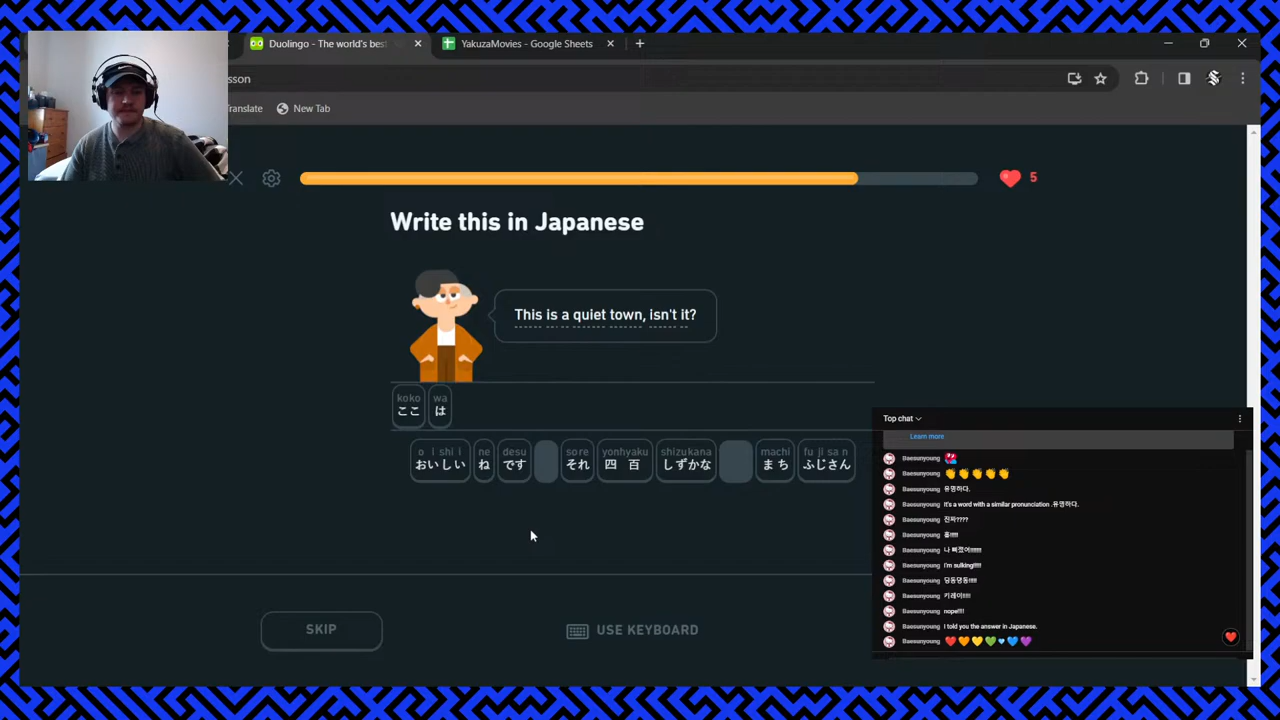 Duolingo - The world's bes
YakuzaMovies - Google Sheets
sson
Translate
New Tab
5
Write this in Japanese
This is a quiet town, isn't it?
koko wa
ここ は
o i shi i ne desu sore yonhyaku shizukana machi fu ji sa n
おいしい ね です それ 四百 しずかな まち ふじさん
SKIP
USE KEYBOARD
Top chat
Learn more
Baesunyoung
Baesunyoung 👏👏👏👏👏
Baesunyoung 유명하다.
Baesunyoung It's a word with a similar pronunciation .유명하다.
Baesunyoung 진짜????
Baesunyoung 흥!!!!!
Baesunyoung 나 삐졌어!!!!!!!!
Baesunyoung I'm sulking!!!!!
Baesunyoung 딩동댕동!!!!!
Baesunyoung 키레이!!!!
Baesunyoung nope!!!!
Baesunyoung I told you the answer in Japanese.
Baesunyoung ❤️🧡💛💚🩵💙💜